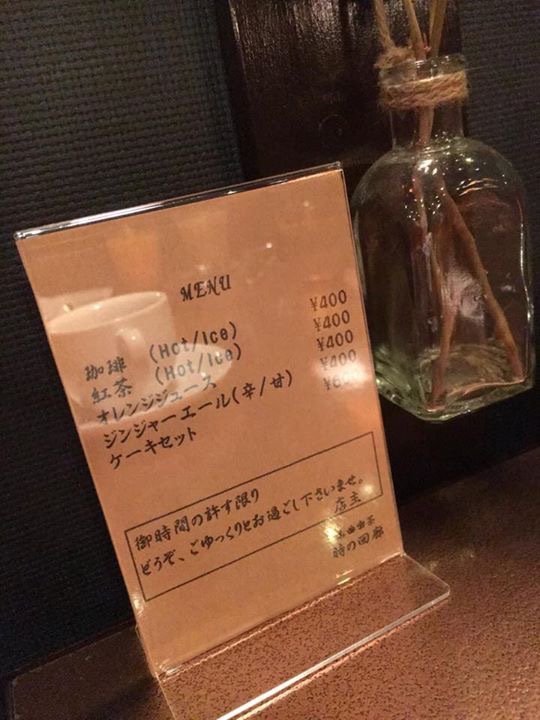 MENU
珈琲 (Hot/Ice) ¥400
紅茶 (Hot/Ice) ¥400
オレンジジュース ¥400
ジンジャーエール(辛/甘) ¥400
ケーキセット
御時間の許す限り
どうぞ、ごゆっくりとお過ごし下さいませ。
店主
時の回廊